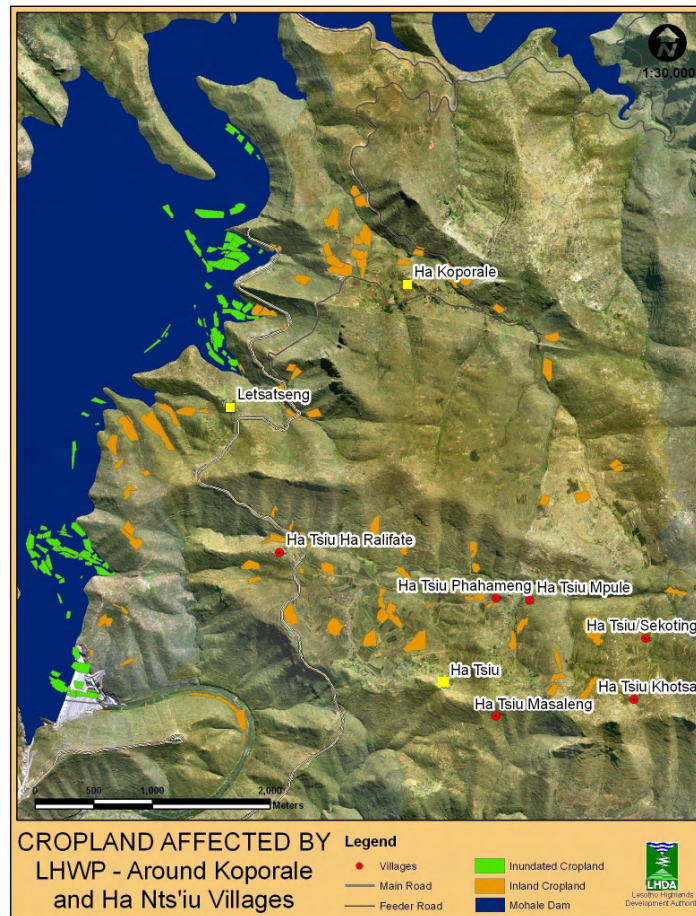 N
1:30,000
Ha Koporale
Letsatseng
Ha Tsiu Ha Ralifate
Ha Tsiu Phahameng
Ha Tsiu Mpule
Ha Tsiu/Sekoting
Ha Tsiu
Ha Tsiu Khotsa
Ha Tsiu Masaleng
0 500 1,000 2,000
Meters
CROPLAND AFFECTED BY
LHWP - Around Koporale
and Ha Nts'iu Villages
Legend
Villages
Main Road
Feeder Road
Inundated Cropland
Inland Cropland
Mohale Dam
LHDA
Lesotho Highlands
Development Authori